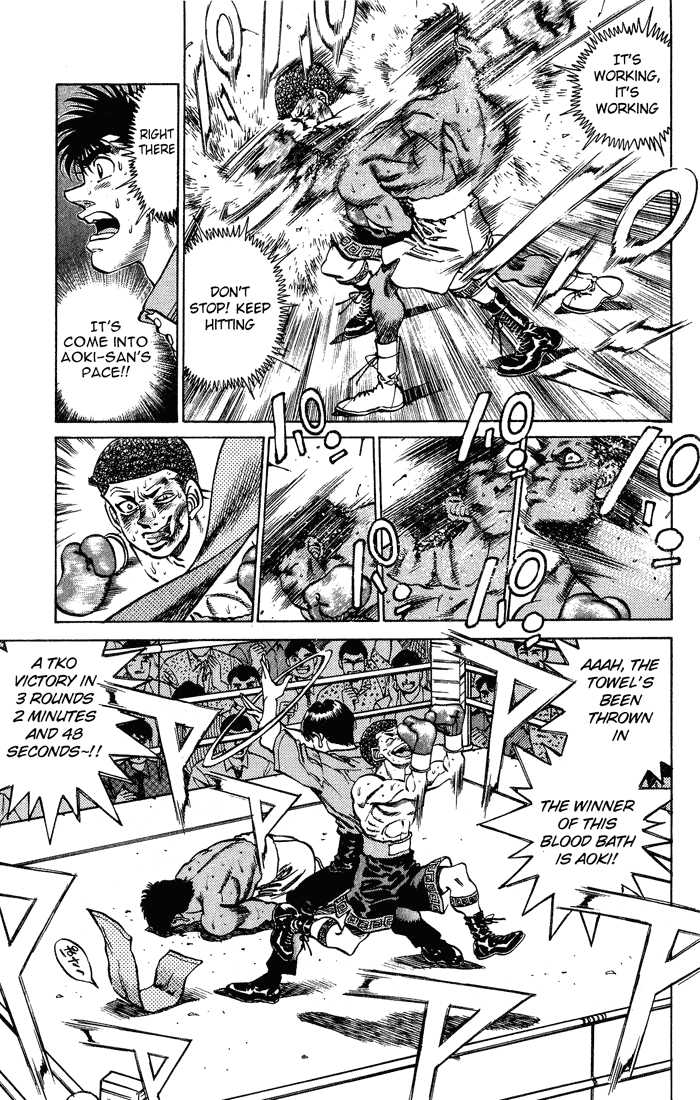 IT'S
WORKING,
IT'S
WORKING
DON'T
STOP! KEEP
HITTING
RIGHT
THERE
IT'S
COME INTO
AOKI-SAN'S
PACE!!
AAAH, THE
TOWEL'S
BEEN
THROWN
IN
THE WINNER
OF THIS
BLOOD BATH
IS AOKI!
A TKO
VICTORY IN
3 ROUNDS
2 MINUTES
AND 48
SECONDS~!!